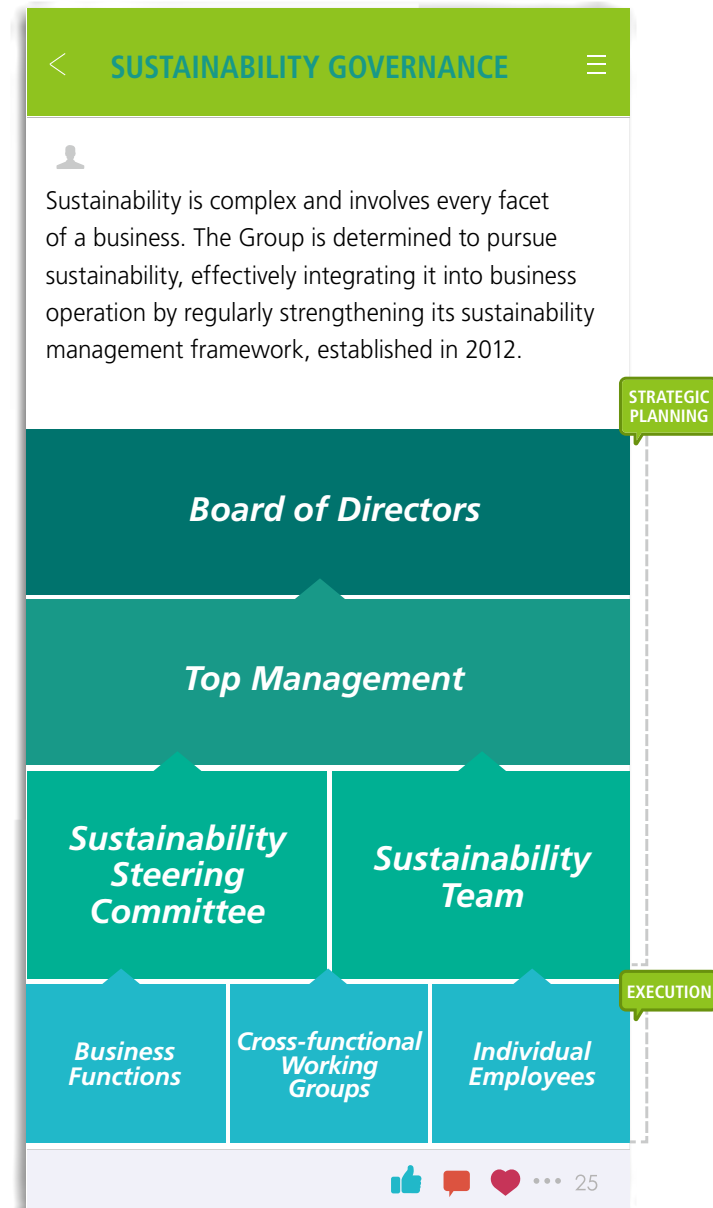 SUSTAINABILITY GOVERNANCE
Sustainability is complex and involves every facet
of a business. The Group is determined to pursue
sustainability, effectively integrating it into business
operation by regularly strengthening its sustainability
management framework, established in 2012.
STRATEGIC
PLANNING
Board of Directors
Top Management
Sustainability
Steering
Committee
Sustainability
Team
EXECUTION
Business
Functions
Cross-functional
Working
Groups
Individual
Employees
25